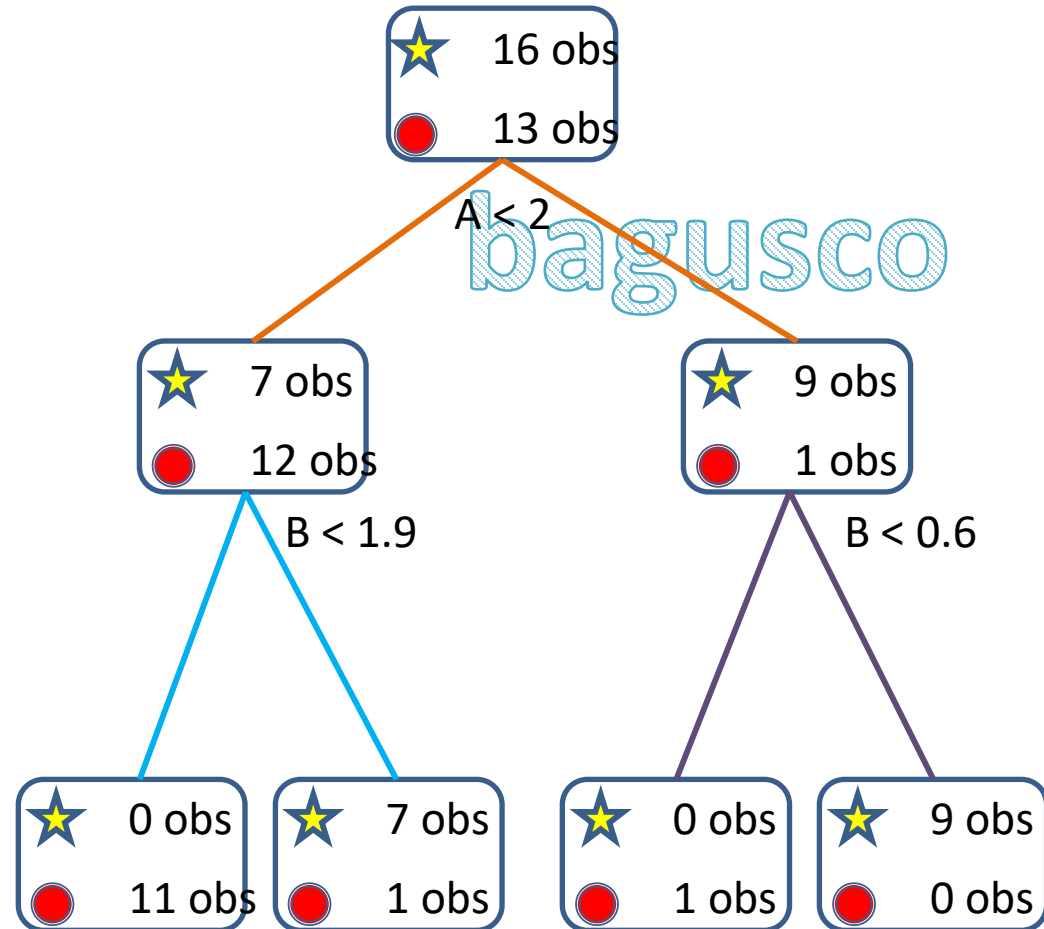 16 obs
13 obs
A < 2
bagusco
7 obs
12 obs
9 obs
1 obs
B < 1.9
B < 0.6
0 obs
11 obs
7 obs
1 obs
0 obs
1 obs
9 obs
0 obs